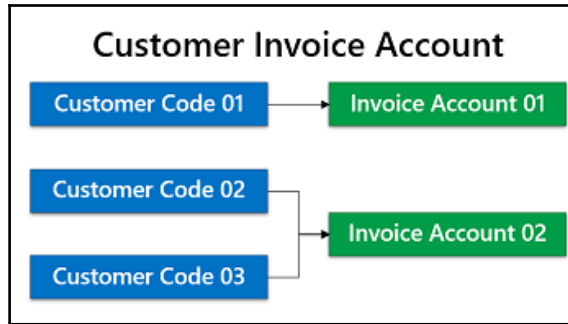 Customer Invoice Account
Customer Code 01
Invoice Account 01
Customer Code 02
Invoice Account 02
Customer Code 03